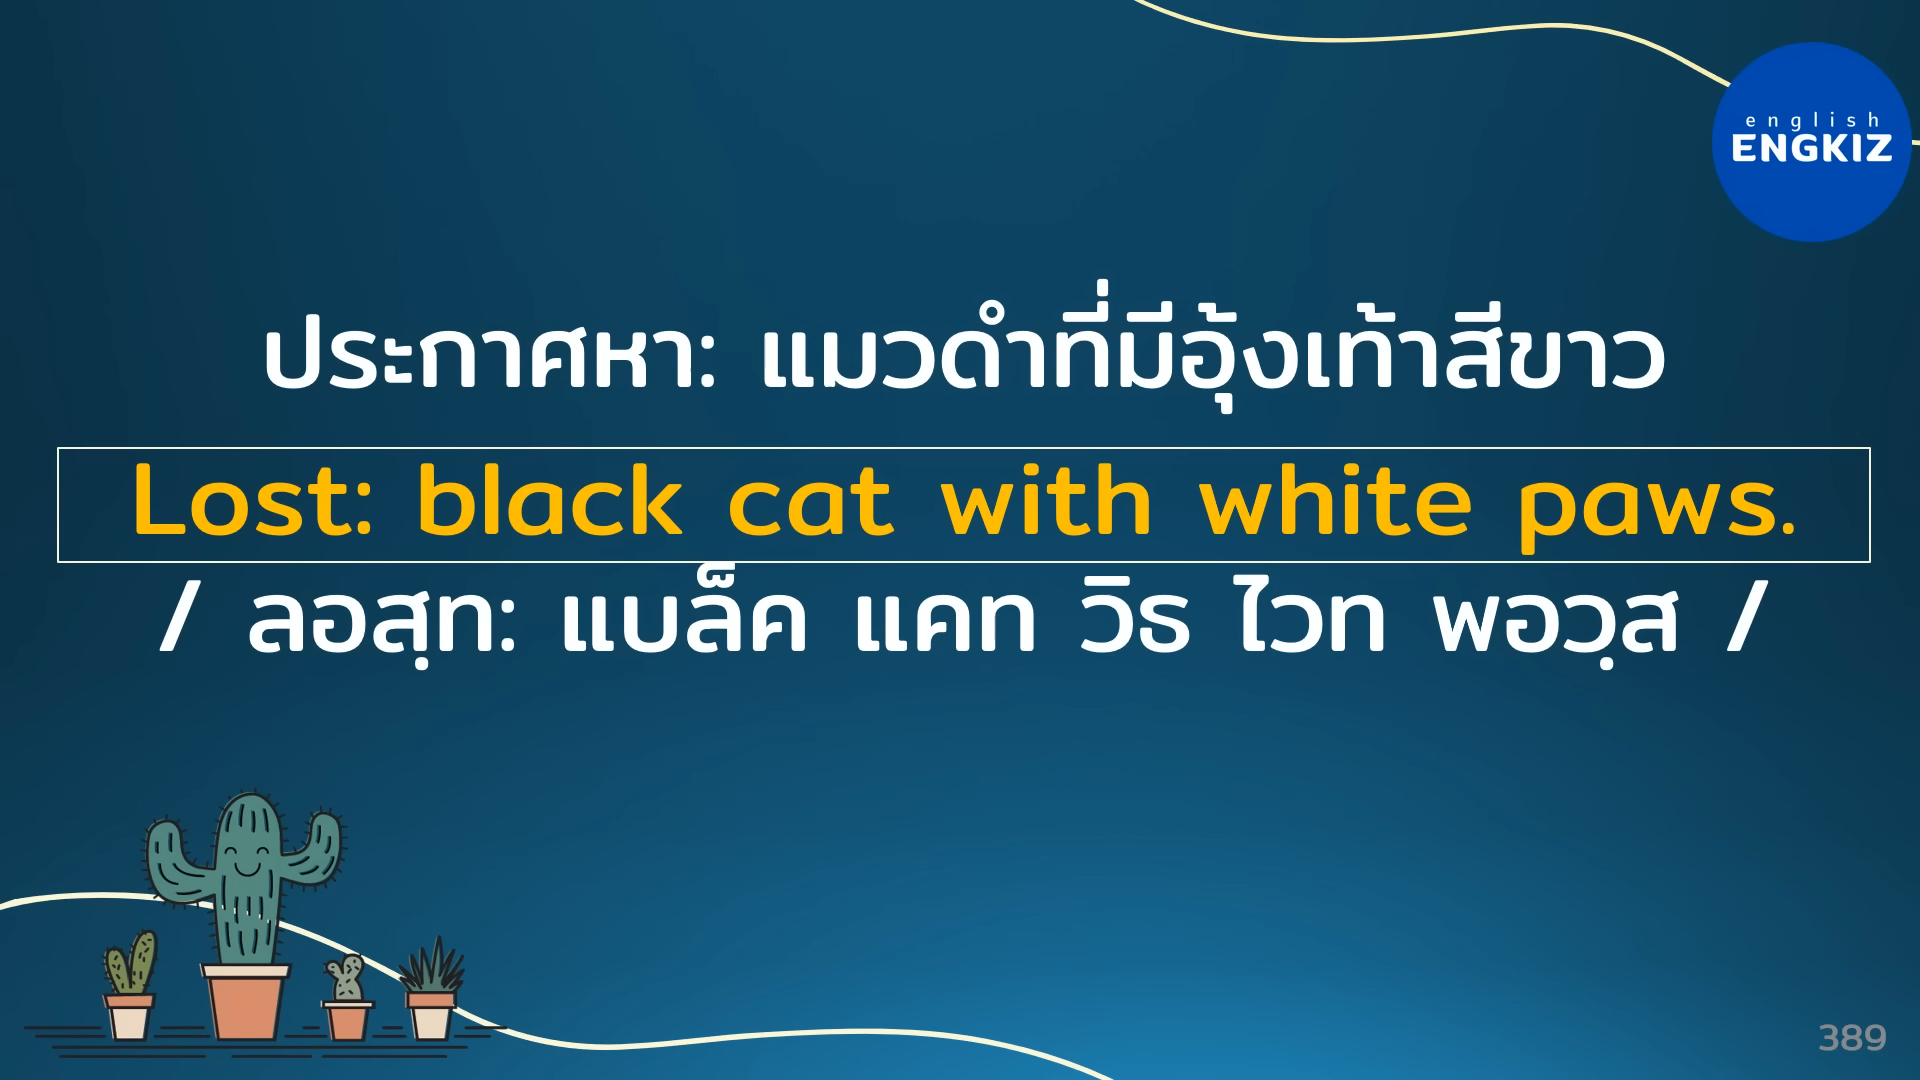 english
ENGKIZ
ประกาศหา: แมวดำที่มีอุ้งเท้าสีขาว
Lost: black cat with white paws.
/ ลอสฺท: แบล็ค แคท วิธ ไวท พอวฺส /
389